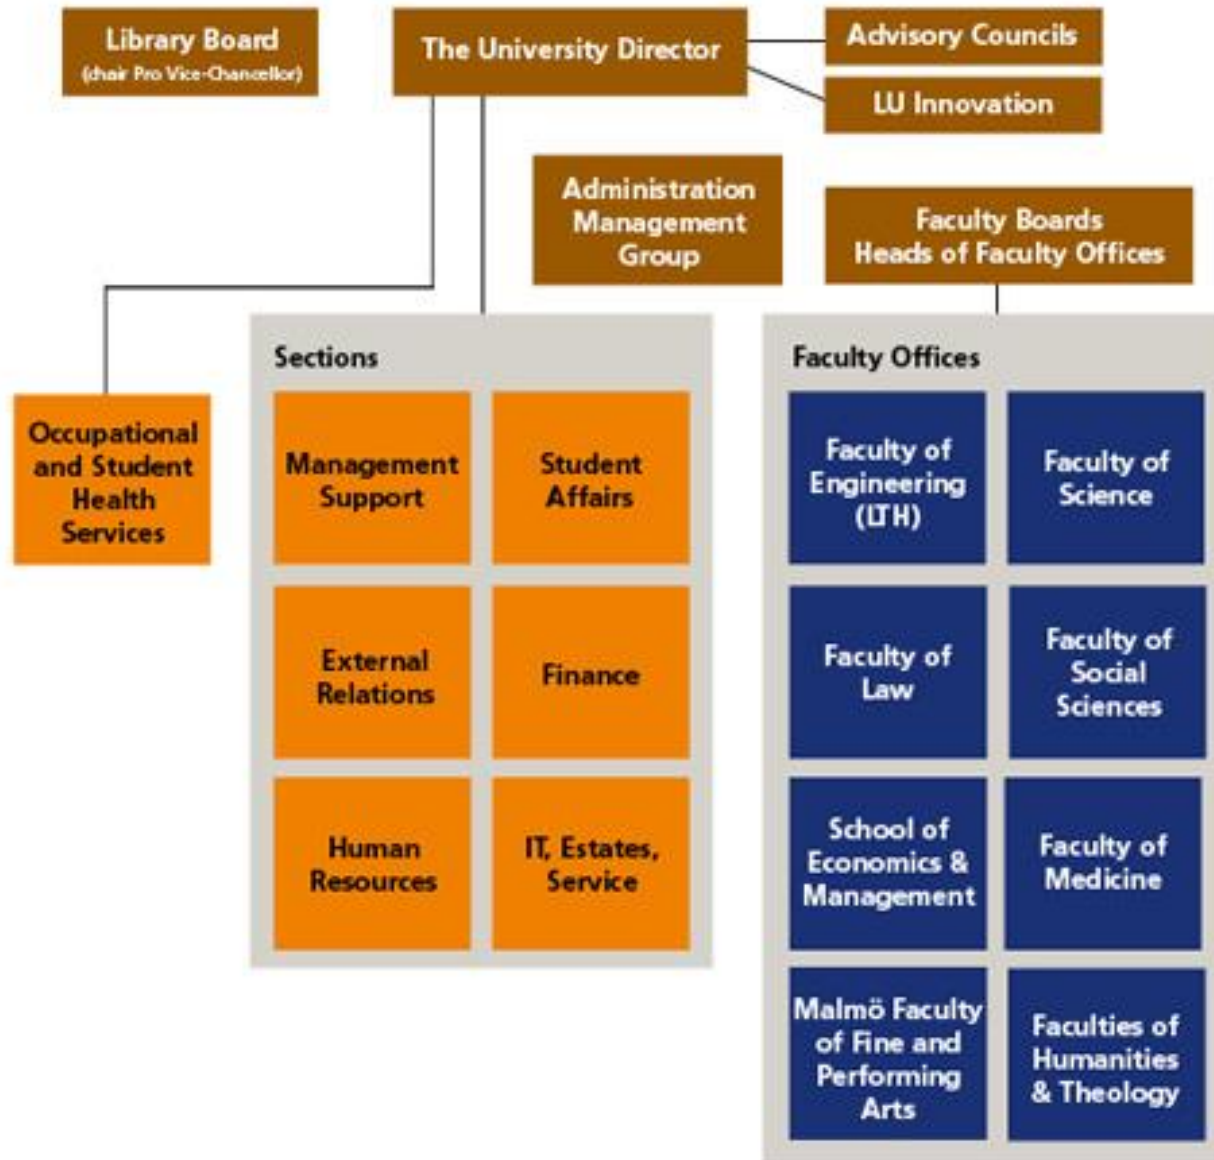 Library Board
(chair Pro Vice-Chancellor)
The University Director
Advisory Councils
LU Innovation
Administration
Management
Group
Faculty Boards
Heads of Faculty Offices
Occupational
and Student
Health
Services
Sections
Management
Support
Student
Affairs
External
Relations
Finance
Human
Resources
IT, Estates,
Service
Faculty Offices
Faculty of
Engineering
(LTH)
Faculty of
Science
Faculty of
Law
Faculty of
Social
Sciences
School of
Economics &
Management
Faculty of
Medicine
Malmö Faculty
of Fine and
Performing
Arts
Faculties of
Humanities
& Theology